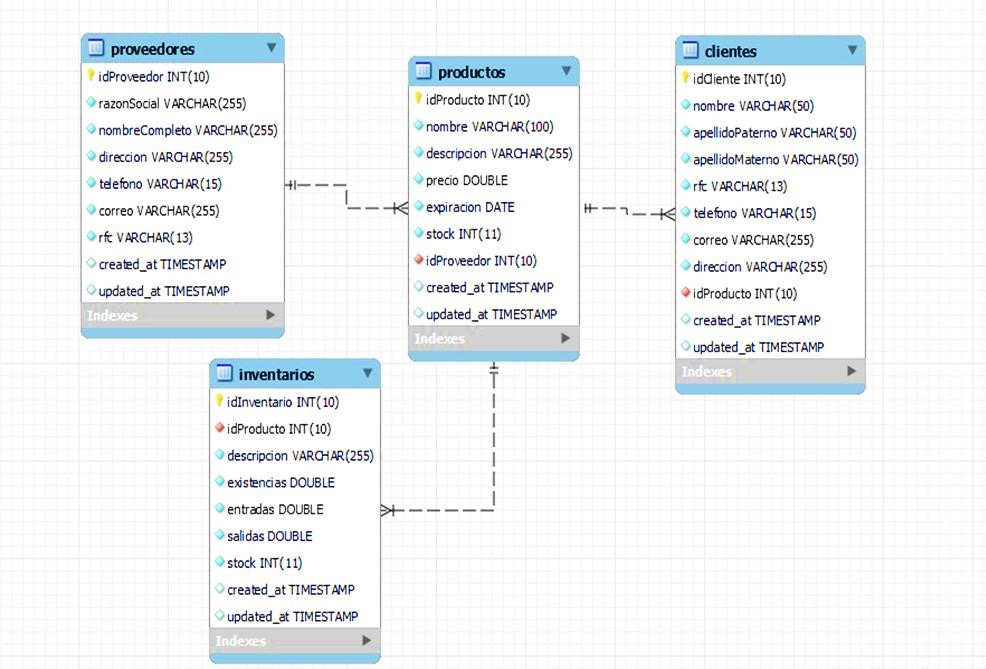 proveedores
idProveedor INT(10)
razonSocial VARCHAR(255)
nombreCompleto VARCHAR(255)
direccion VARCHAR(255)
telefono VARCHAR(15)
correo VARCHAR(255)
rfc VARCHAR(13)
created_at TIMESTAMP
updated_at TIMESTAMP
Indexes
productos
idProducto INT(10)
nombre VARCHAR(100)
descripcion VARCHAR(255)
precio DOUBLE
expiracion DATE
stock INT(11)
idProveedor INT(10)
created_at TIMESTAMP
updated_at TIMESTAMP
Indexes
clientes
idCliente INT(10)
nombre VARCHAR(50)
apellidoPaterno VARCHAR(50)
apellidoMaterno VARCHAR(50)
rfc VARCHAR(13)
telefono VARCHAR(15)
correo VARCHAR(255)
direccion VARCHAR(255)
idProducto INT(10)
created_at TIMESTAMP
updated_at TIMESTAMP
Indexes
inventarios
idInventario INT(10)
idProducto INT(10)
descripcion VARCHAR(255)
existencias DOUBLE
entradas DOUBLE
salidas DOUBLE
stock INT(11)
created_at TIMESTAMP
updated_at TIMESTAMP
Indexes